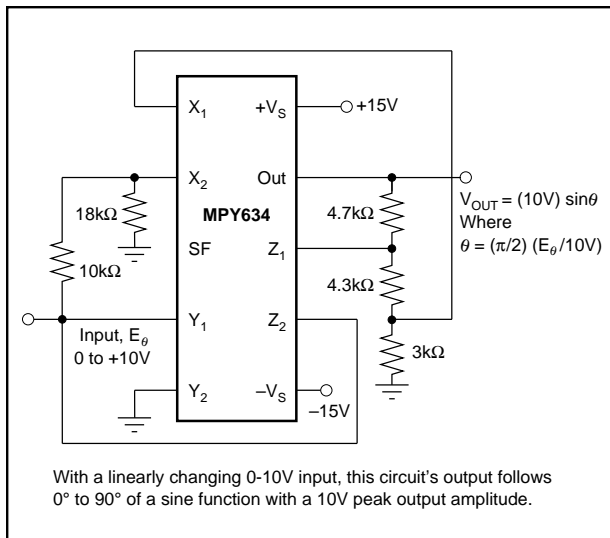 X1
+VS
+15V
X2
Out
18kΩ
MPY634
4.7kΩ
VOUT = (10V) sinθ
Where
θ = (π/2) (Eθ/10V)
SF
Z1
10kΩ
4.3kΩ
Y1
Z2
Input, Eθ
0 to +10V
3kΩ
Y2
–VS
–15V
With a linearly changing 0-10V input, this circuit's output follows
0° to 90° of a sine function with a 10V peak output amplitude.